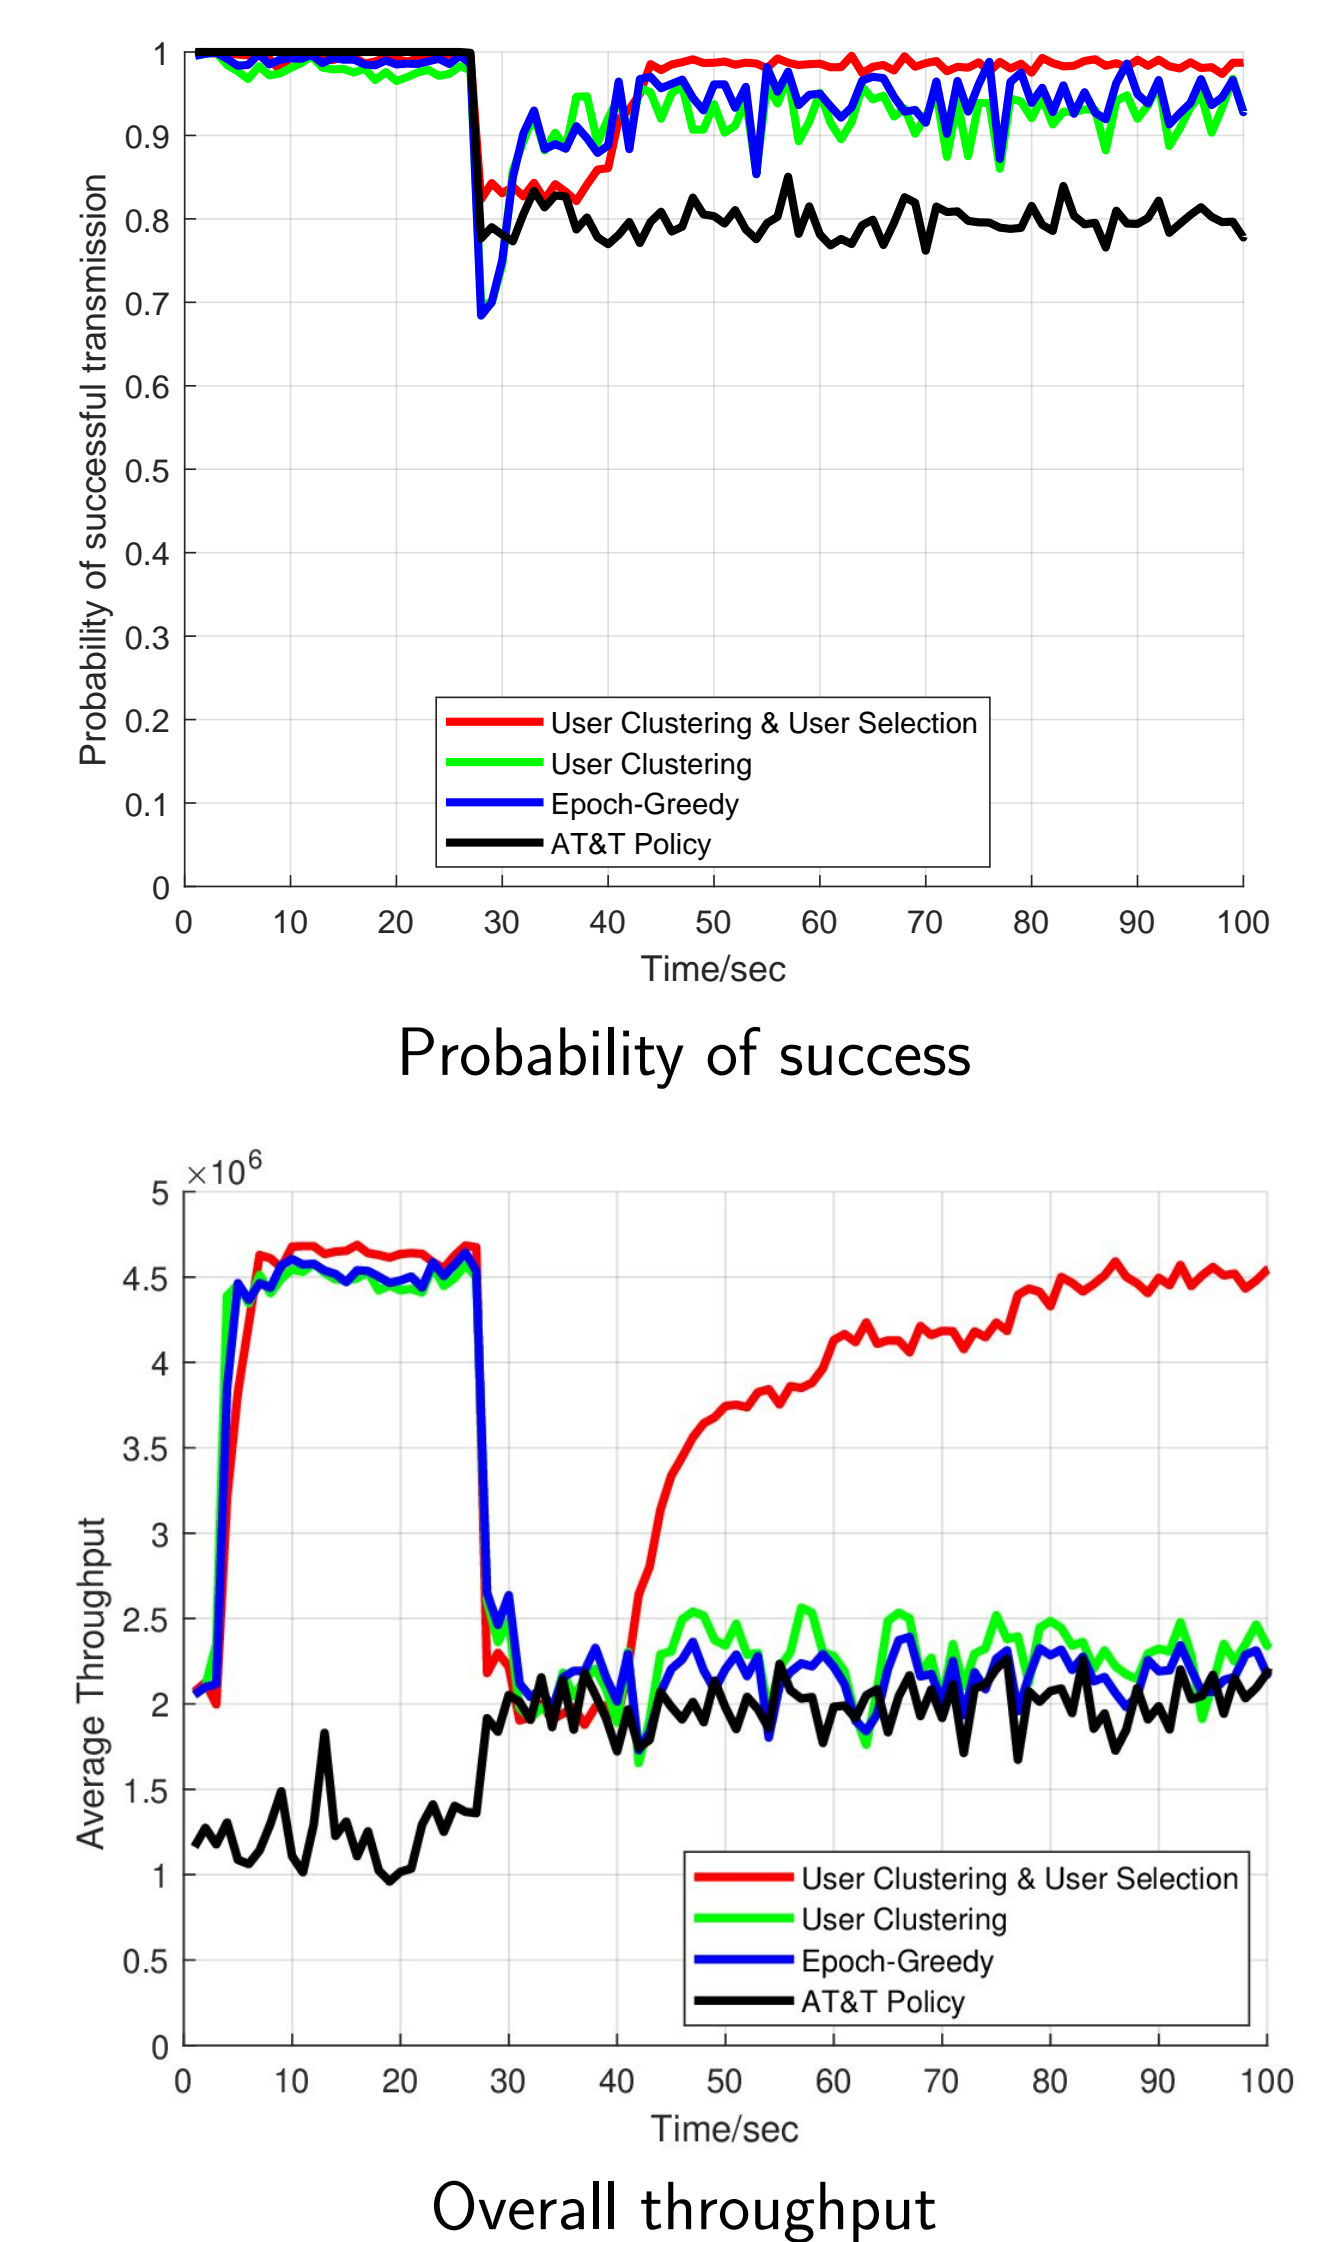 1
0.9
0.8
0.7
0.6
0.5
0.4
0.3
0.2
0.1
0
Probability of successful transmission
User Clustering & User Selection
User Clustering
Epoch-Greedy
AT&T Policy
0 10 20 30 40 50 60 70 80 90 100
Time/sec
Probability of success
×10^6
5
4.5
4
3.5
3
2.5
2
1.5
1
0.5
0
Average Throughput
User Clustering & User Selection
User Clustering
Epoch-Greedy
AT&T Policy
0 10 20 30 40 50 60 70 80 90 100
Time/sec
Overall throughput